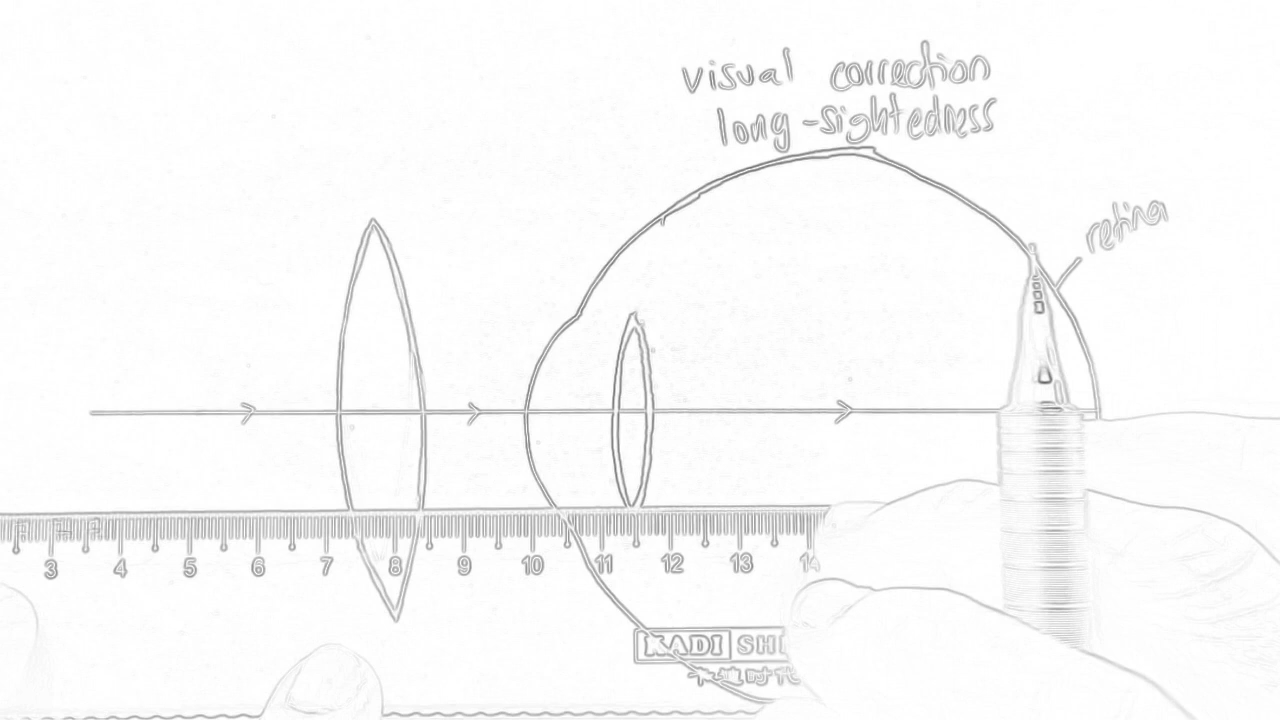 visual correction
long-sightedness
retina
3 4 5 6 7 8 9 10 11 12 13 14
KADI SHI